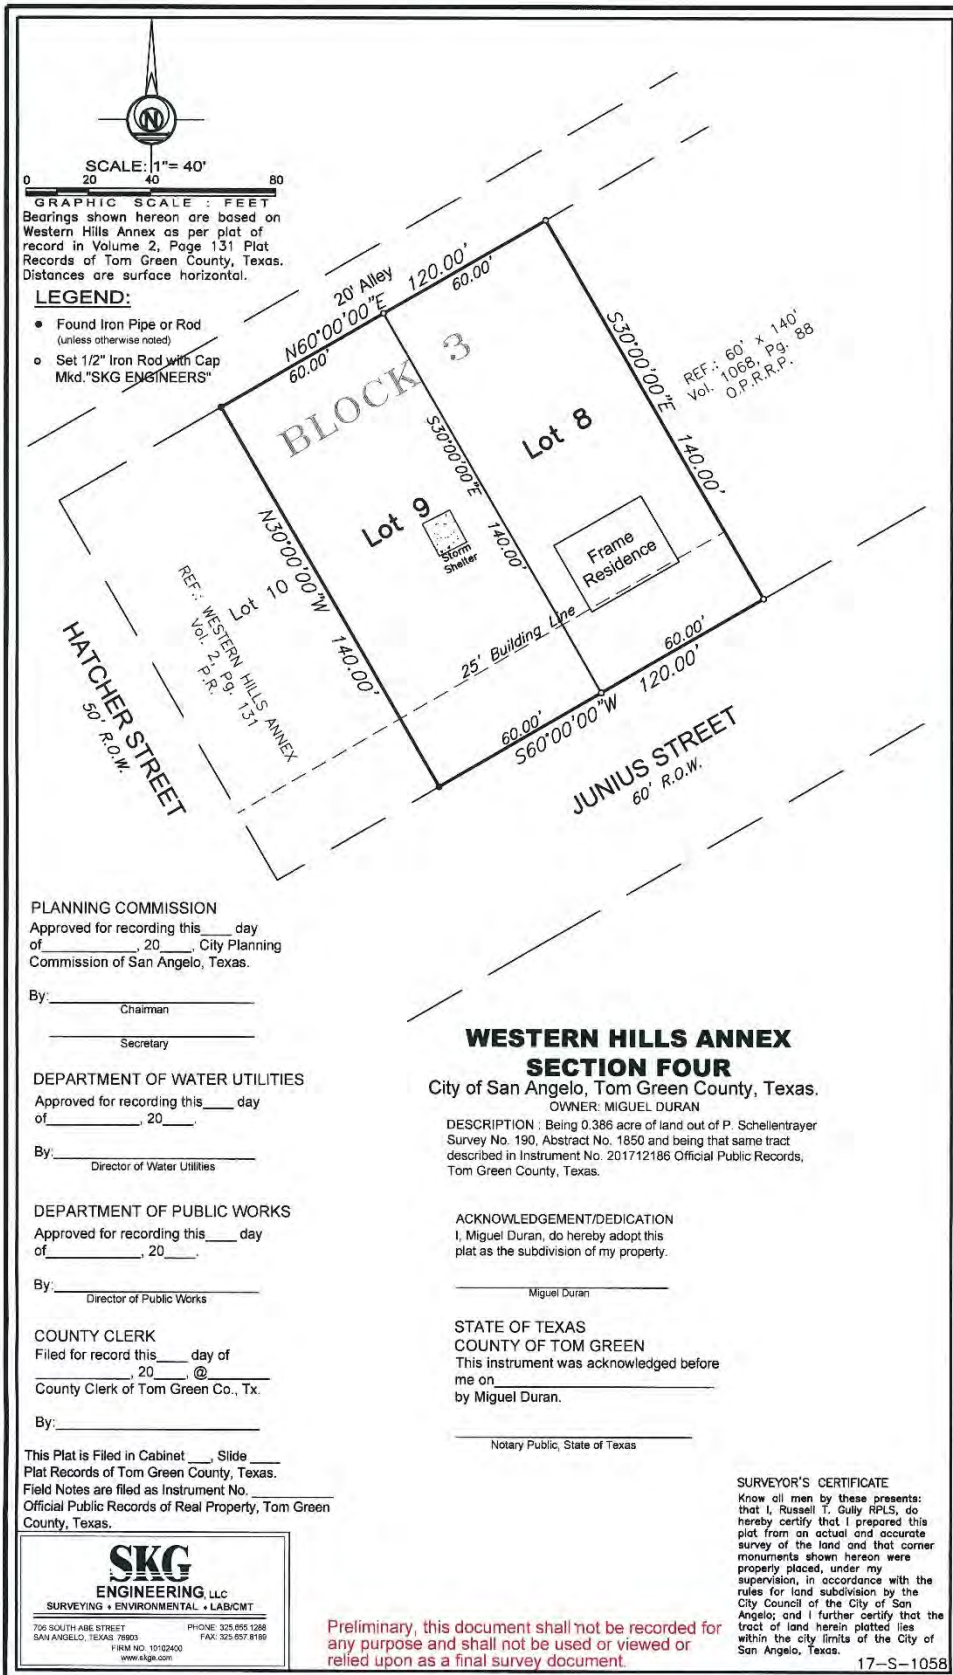 N
SCALE: 1"= 40'
0 20 40 80
GRAPHIC SCALE : FEET
Bearings shown hereon are based on
Western Hills Annex as per plat of
record in Volume 2, Page 131 Plat
Records of Tom Green County, Texas.
Distances are surface horizontal.
LEGEND:
Found Iron Pipe or Rod
(unless otherwise noted)
Set 1/2" Iron Rod with Cap
Mkd."SKG ENGINEERS"
20' Alley
N60°00'00"E 120.00'
60.00'
60.00'
BLOCK 3
S30°00'00"E
140.00'
REF.: 60' x 140'
Vol. 1068, Pg. 88
O.P.R.R.P.
Lot 8
S30°00'00"E
140.00'
Lot 9
Storm
Shelter
Frame
Residence
N30°00'00"W
140.00'
Lot 10
REF.: WESTERN HILLS ANNEX
Vol. 2, Pg. 131
P.R.
25' Building Line
60.00'
60.00'
S60°00'00"W 120.00'
HATCHER STREET
50' R.O.W.
JUNIUS STREET
60' R.O.W.
PLANNING COMMISSION
Approved for recording this____ day
of__________, 20____, City Planning
Commission of San Angelo, Texas.
By:
Chairman
Secretary
DEPARTMENT OF WATER UTILITIES
Approved for recording this____ day
of__________, 20____.
By:
Director of Water Utilities
DEPARTMENT OF PUBLIC WORKS
Approved for recording this____ day
of__________, 20____.
By:
Director of Public Works
COUNTY CLERK
Filed for record this____ day of
__________, 20____, @_______
County Clerk of Tom Green Co., Tx.
By:
This Plat is Filed in Cabinet ___, Slide ____
Plat Records of Tom Green County, Texas.
Field Notes are filed as Instrument No. _________
Official Public Records of Real Property, Tom Green
County, Texas.
WESTERN HILLS ANNEX
SECTION FOUR
City of San Angelo, Tom Green County, Texas.
OWNER: MIGUEL DURAN
DESCRIPTION : Being 0.386 acre of land out of P. Schellentrayer
Survey No. 190, Abstract No. 1850 and being that same tract
described in Instrument No. 201712186 Official Public Records,
Tom Green County, Texas.
ACKNOWLEDGEMENT/DEDICATION
I, Miguel Duran, do hereby adopt this
plat as the subdivision of my property.
Miguel Duran
STATE OF TEXAS
COUNTY OF TOM GREEN
This instrument was acknowledged before
me on____________________
by Miguel Duran.
Notary Public, State of Texas
SKG
ENGINEERING, LLC
SURVEYING • ENVIRONMENTAL • LAB/CMT
706 SOUTH ABE STREET PHONE: 325.655.1288
SAN ANGELO, TEXAS 76903 FAX: 325.657.8189
FIRM NO. 10102400
www.skge.com
Preliminary, this document shall not be recorded for
any purpose and shall not be used or viewed or
relied upon as a final survey document.
SURVEYOR'S CERTIFICATE
Know all men by these presents:
that I, Russell T. Gully RPLS, do
hereby certify that I prepared this
plat from an actual and accurate
survey of the land and that corner
monuments shown hereon were
properly placed, under my
supervision, in accordance with the
rules for land subdivision by the
City Council of the City of San
Angelo; and I further certify that the
tract of land herein platted lies
within the city limits of the City of
San Angelo, Texas.
17-S-1058